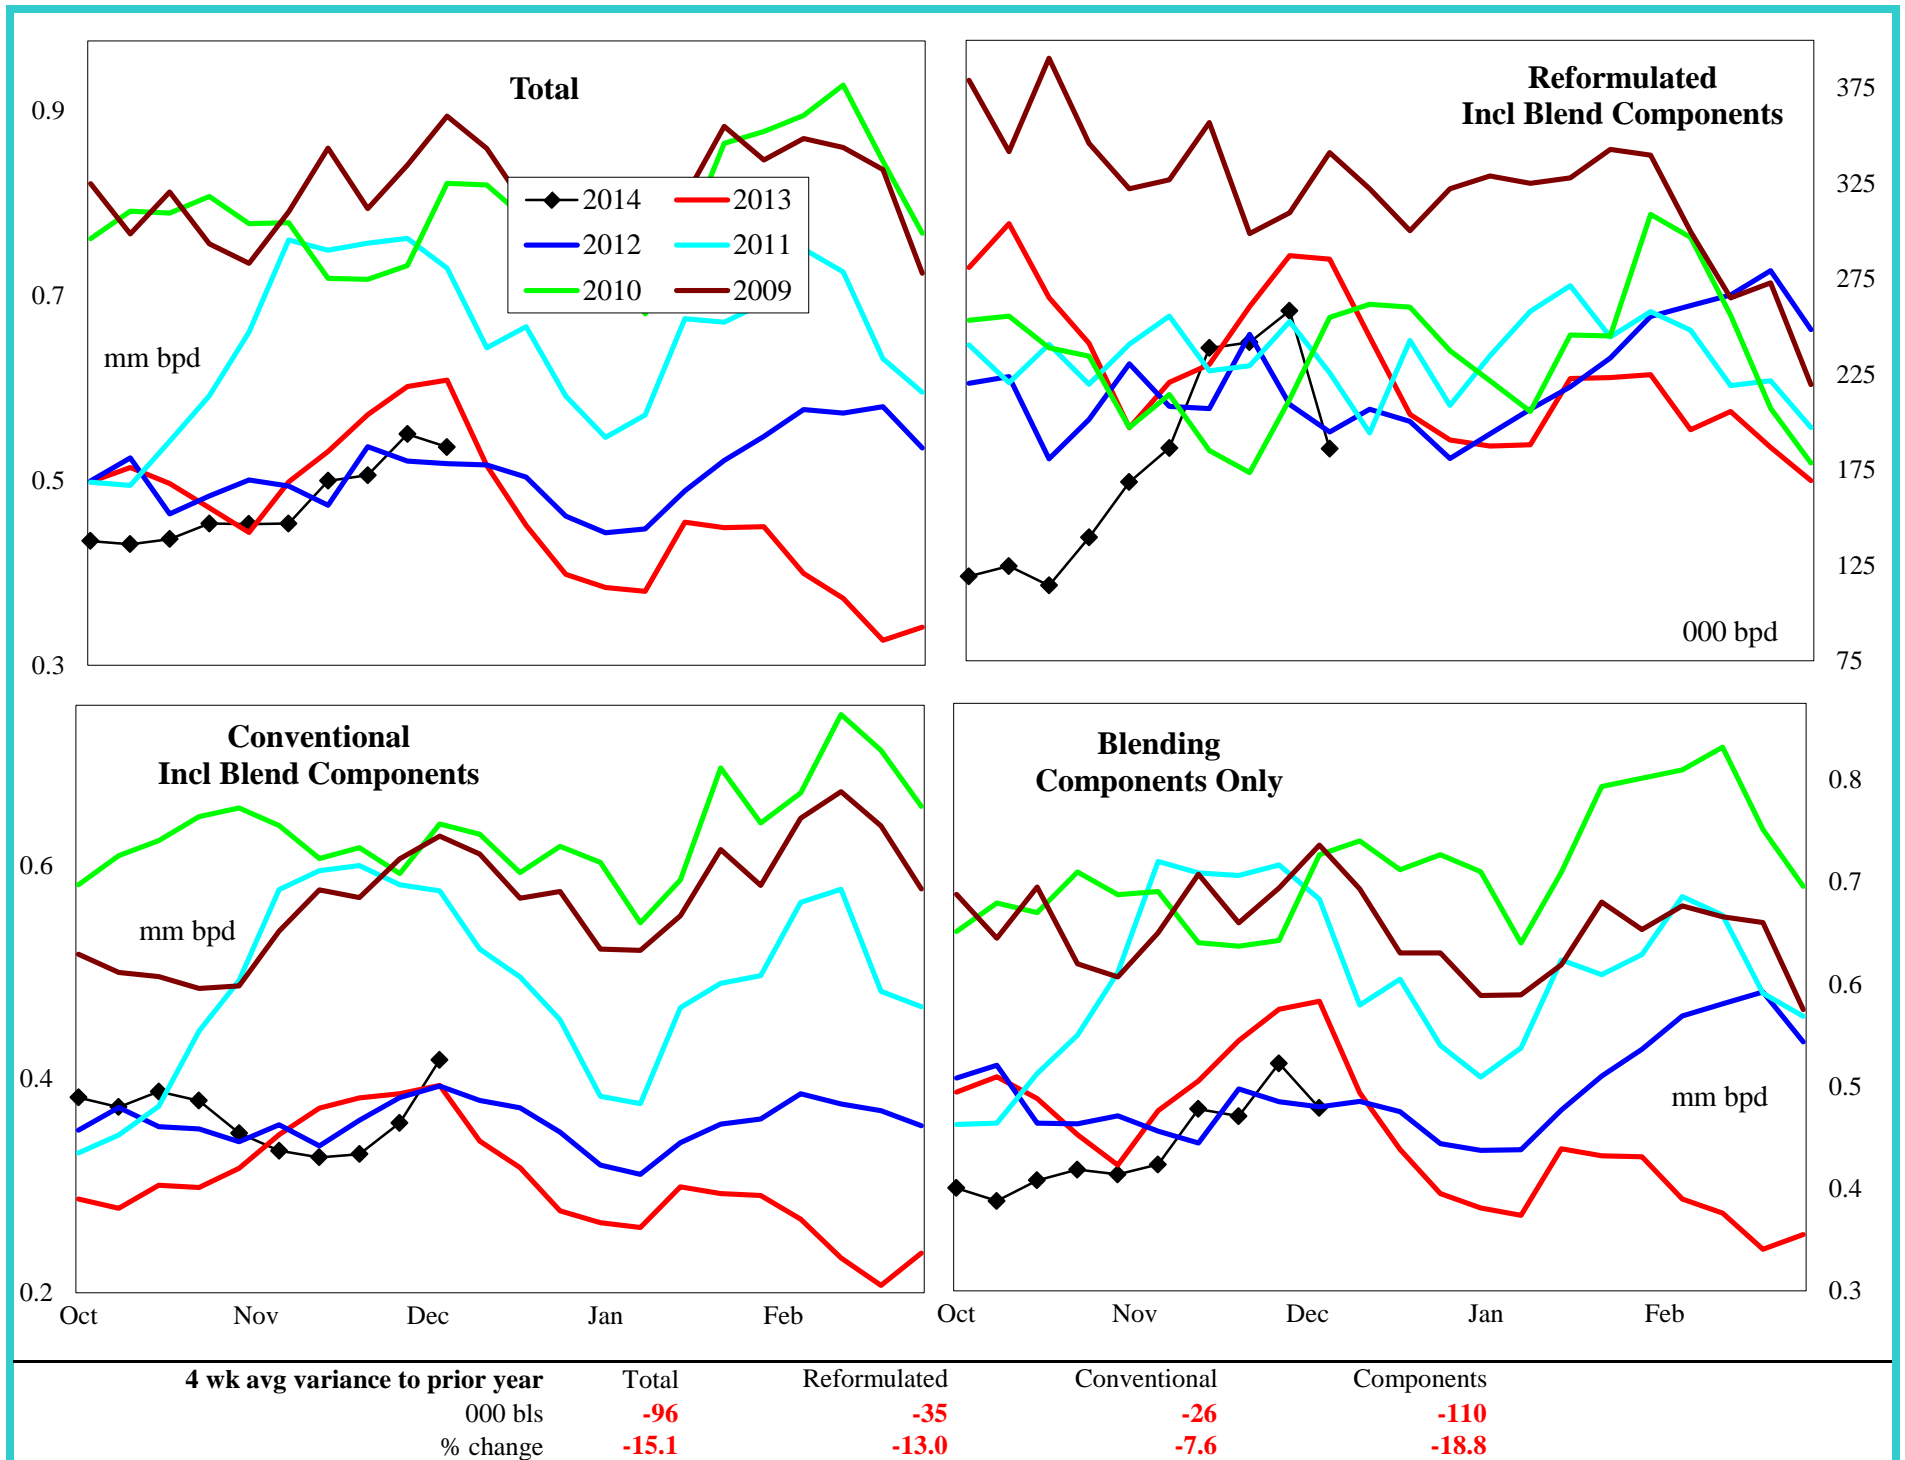 Total
0.9
0.7
0.5
0.3
mm bpd
2014 2013
2012 2011
2010 2009
Reformulated
Incl Blend Components
375
325
275
225
175
125
75
000 bpd
Conventional
Incl Blend Components
mm bpd
0.6
0.4
0.2
Oct Nov Dec Jan Feb
Blending
Components Only
0.8
0.7
0.6
0.5
0.4
0.3
mm bpd
Oct Nov Dec Jan Feb
4 wk avg variance to prior year Total Reformulated Conventional Components
000 bls -96 -35 -26 -110
% change -15.1 -13.0 -7.6 -18.8